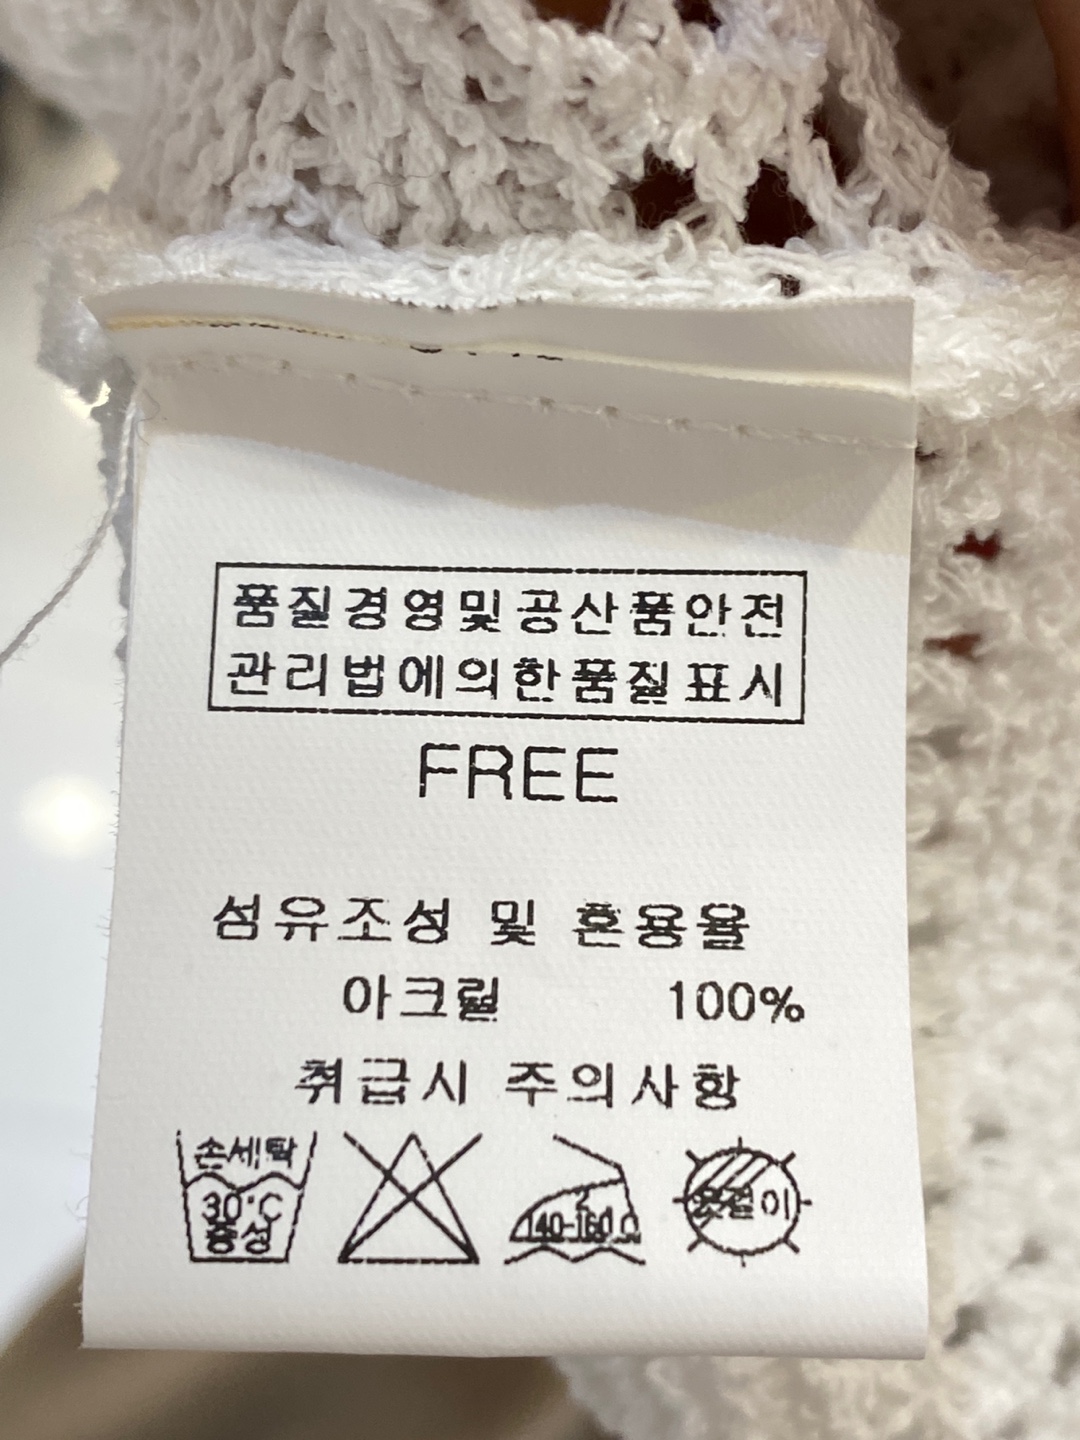 품질경영및공산품안전
관리법에의한품질표시
FREE
섬유조성 및 혼용율
아크릴 100%
취급시 주의사항
손세탁
30°C
중성
140-160
옷걸이